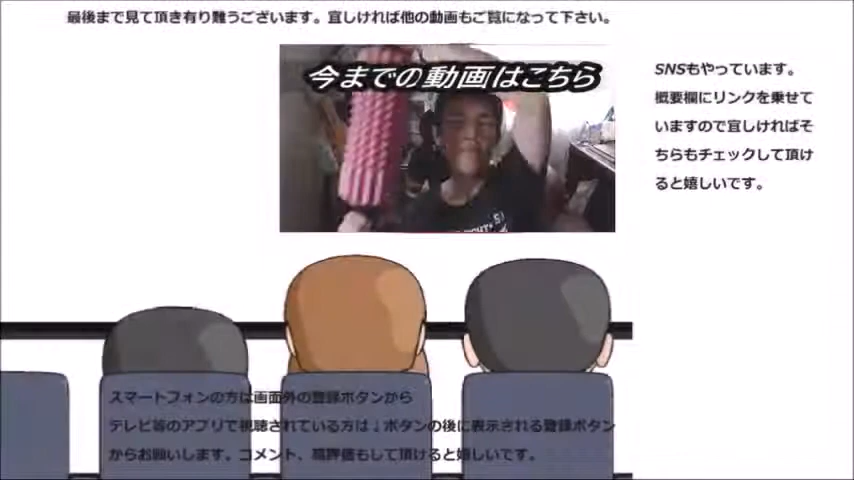 最後まで見て頂き有り難うございます。宜しければ他の動画もご覧になって下さい。
今までの動画はこちら
SNSもやっています。
概要欄にリンクを乗せて
いますので宜しければそ
ちらもチェックして頂け
ると嬉しいです。
スマートフォンの方は画面外の登録ボタンから
テレビ等のアプリで視聴されている方は↓ボタンの後に表示される登録ボタン
からお願いします。コメント、高評価もして頂けると嬉しいです。